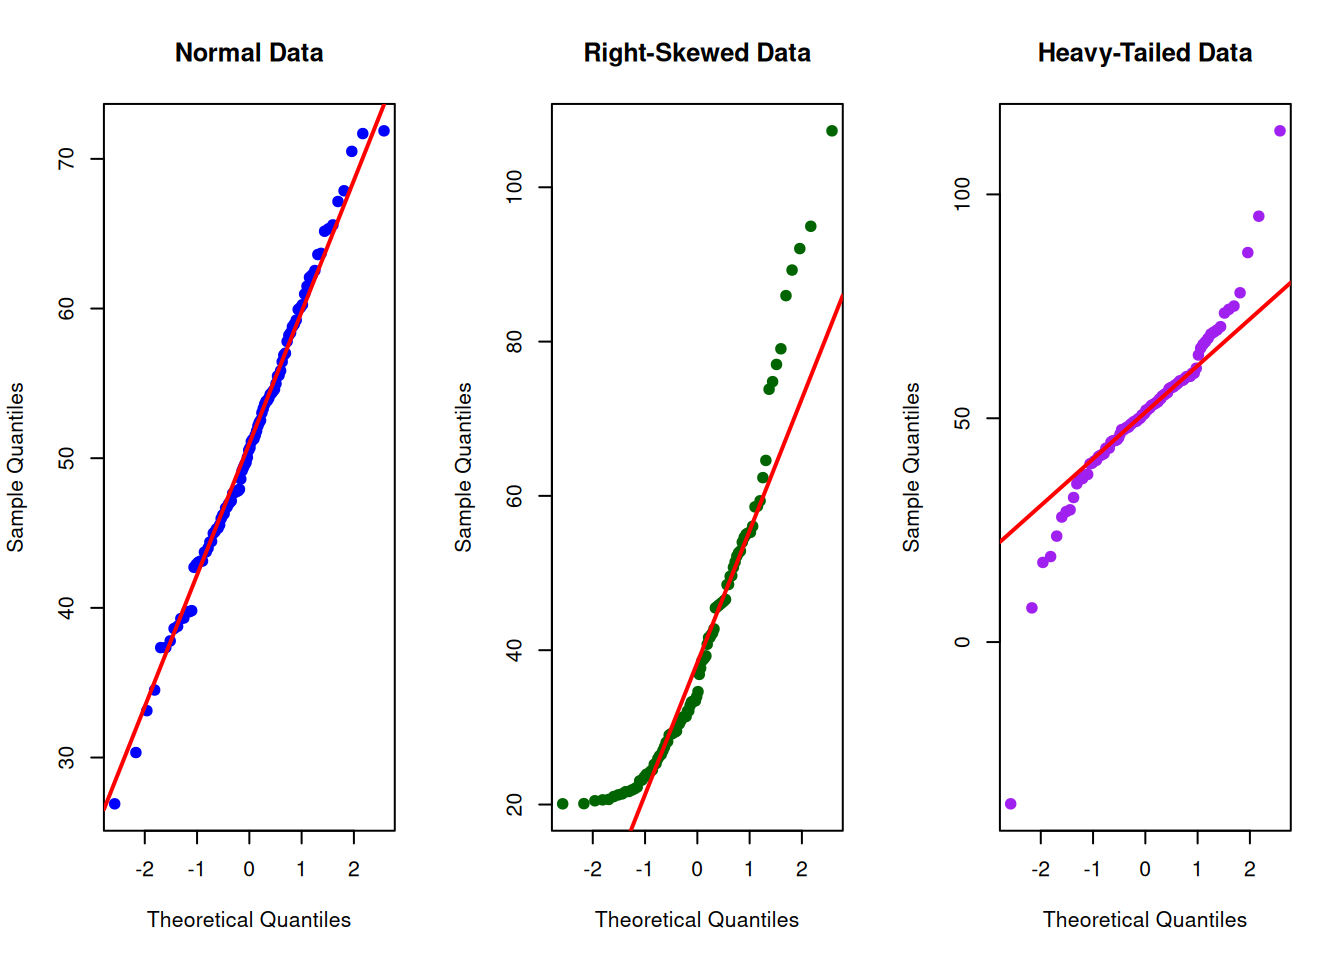 Normal Data
70
60
50
40
30
Sample Quantiles
-2 -1 0 1 2
Theoretical Quantiles
Right-Skewed Data
100
80
60
40
20
Sample Quantiles
-2 -1 0 1 2
Theoretical Quantiles
Heavy-Tailed Data
100
50
0
Sample Quantiles
-2 -1 0 1 2
Theoretical Quantiles